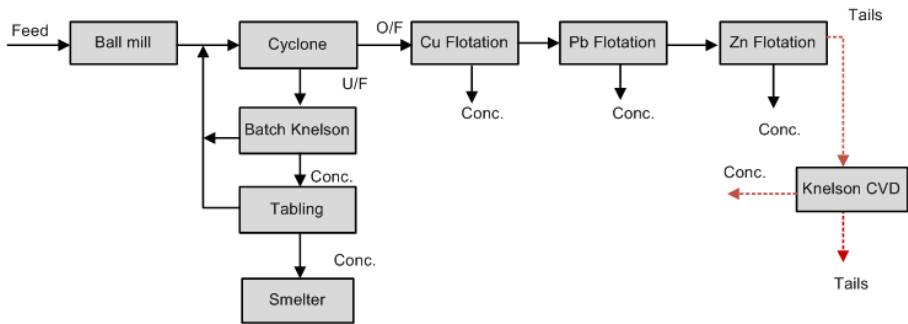 Feed
Ball mill
Cyclone
O/F
Cu Flotation
Pb Flotation
Zn Flotation
Tails
U/F
Conc.
Conc.
Conc.
Batch Knelson
Conc.
Conc.
Knelson CVD
Tabling
Conc.
Tails
Smelter